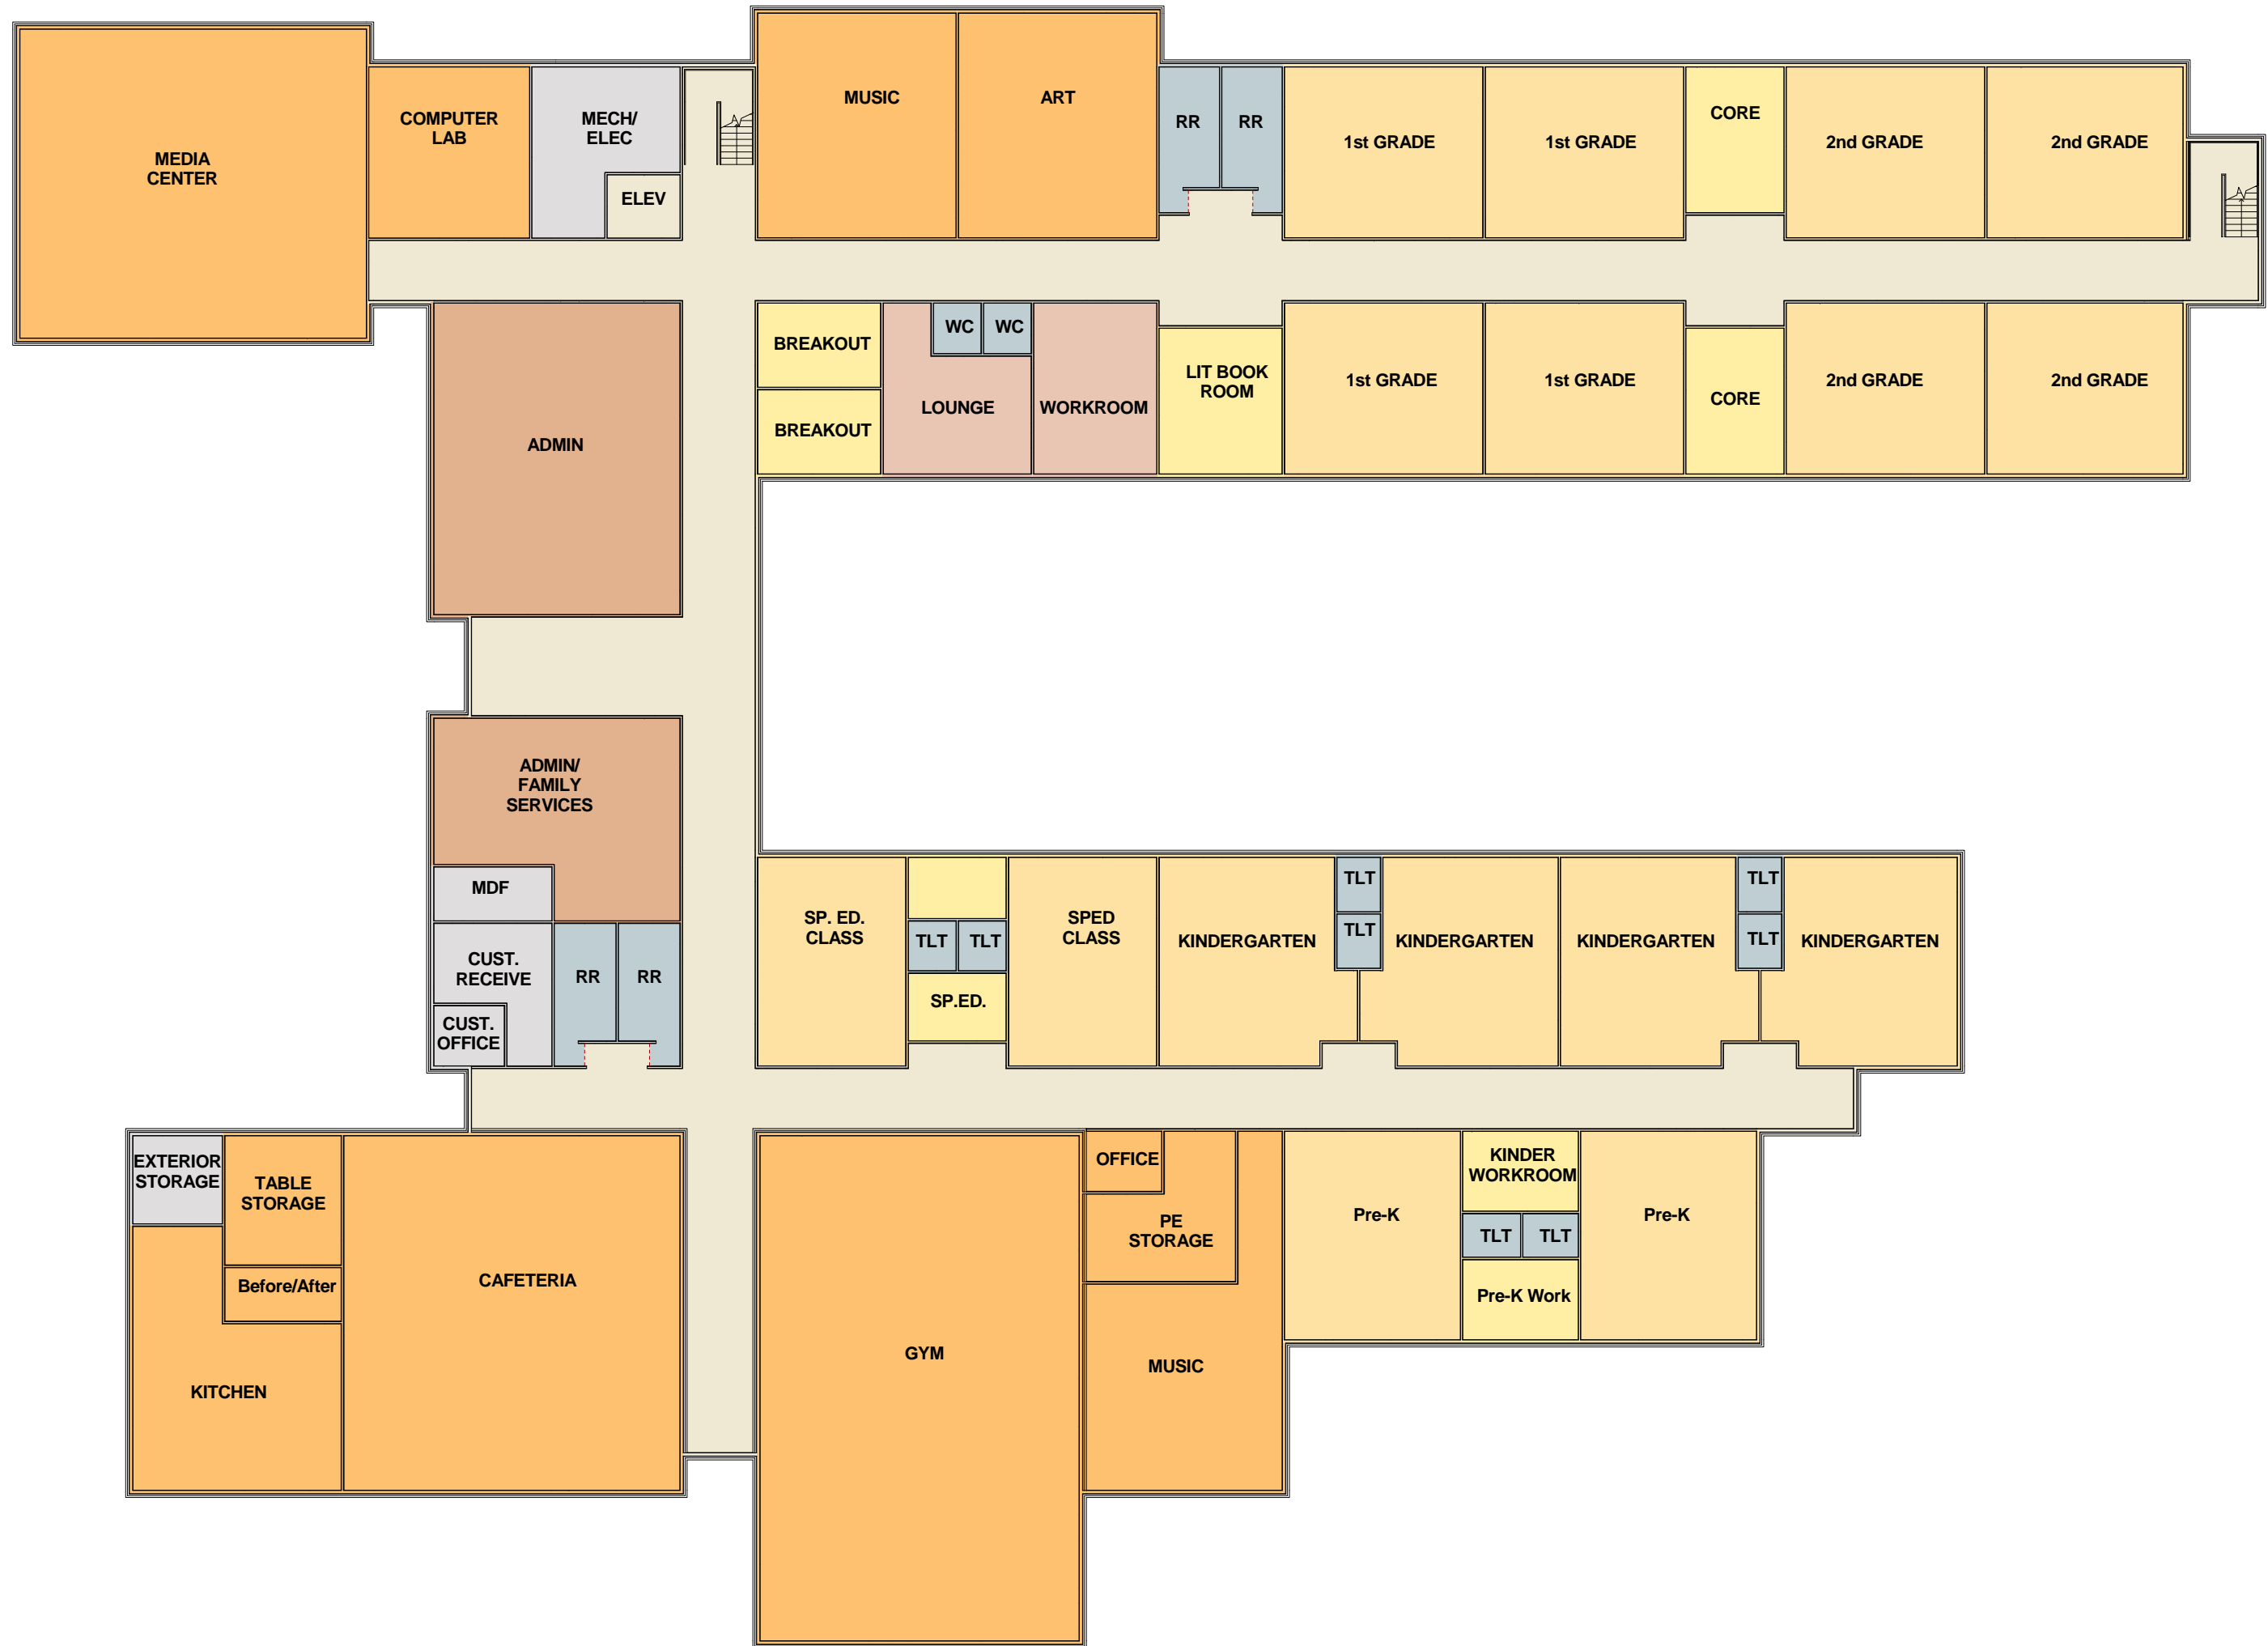 MUSIC
ART
COMPUTER
LAB
MECH/
ELEC
MEDIA
CENTER
ELEV
RR
RR
1st GRADE
1st GRADE
CORE
2nd GRADE
2nd GRADE
BREAKOUT
BREAKOUT
WC
WC
LOUNGE
WORKROOM
LIT BOOK
ROOM
1st GRADE
1st GRADE
CORE
2nd GRADE
2nd GRADE
ADMIN
ADMIN/
FAMILY
SERVICES
MDF
CUST.
RECEIVE
CUST.
OFFICE
RR
RR
SP. ED.
CLASS
TLT
TLT
SP.ED.
SPED
CLASS
KINDERGARTEN
TLT
TLT
KINDERGARTEN
KINDERGARTEN
TLT
TLT
KINDERGARTEN
EXTERIOR
STORAGE
TABLE
STORAGE
Before/After
KITCHEN
CAFETERIA
GYM
OFFICE
PE
STORAGE
MUSIC
Pre-K
KINDER
WORKROOM
TLT
TLT
Pre-K Work
Pre-K